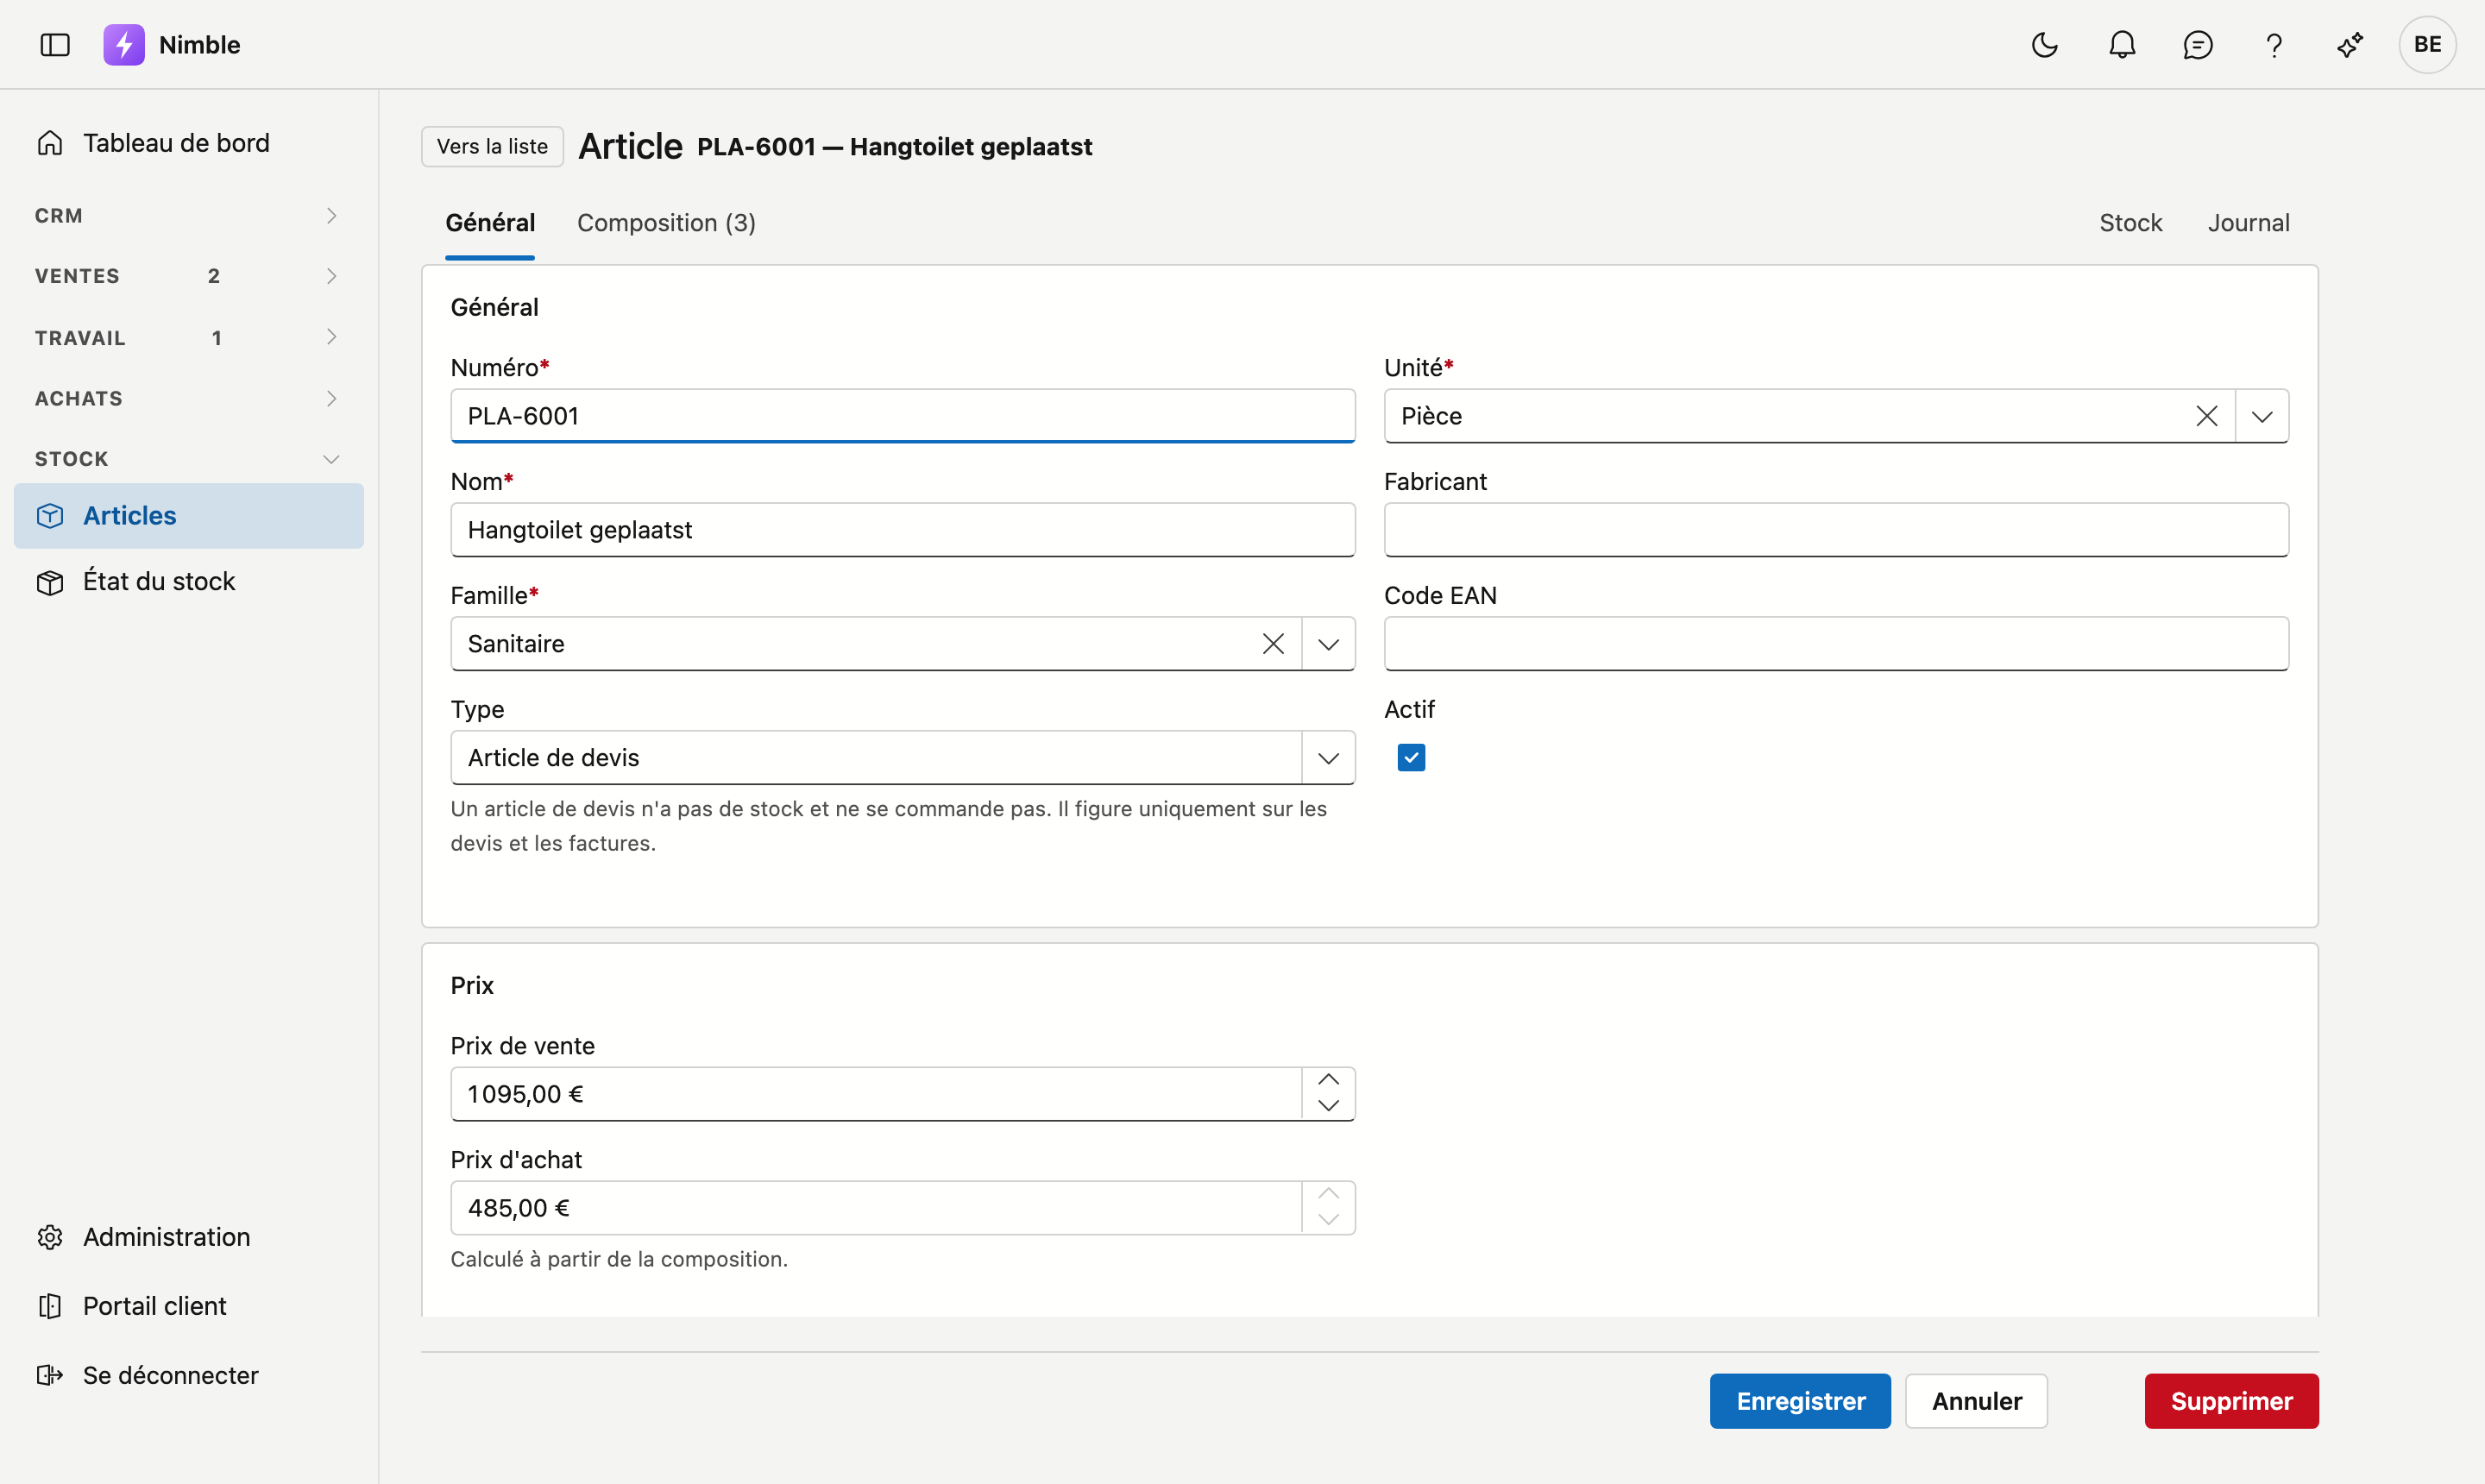 Nimble
BE
Tableau de bord
CRM
VENTES 2
TRAVAIL 1
ACHATS
STOCK
Articles
État du stock
Administration
Portail client
Se déconnecter
Vers la liste Article PLA-6001 — Hangtoilet geplaatst
Général Composition (3) Stock Journal
Général
Numéro*
PLA-6001
Unité*
Pièce
Nom*
Hangtoilet geplaatst
Fabricant
Famille*
Sanitaire
Code EAN
Type
Article de devis
Actif
Un article de devis n'a pas de stock et ne se commande pas. Il figure uniquement sur les
devis et les factures.
Prix
Prix de vente
1 095,00 €
Prix d'achat
485,00 €
Calculé à partir de la composition.
Enregistrer Annuler Supprimer